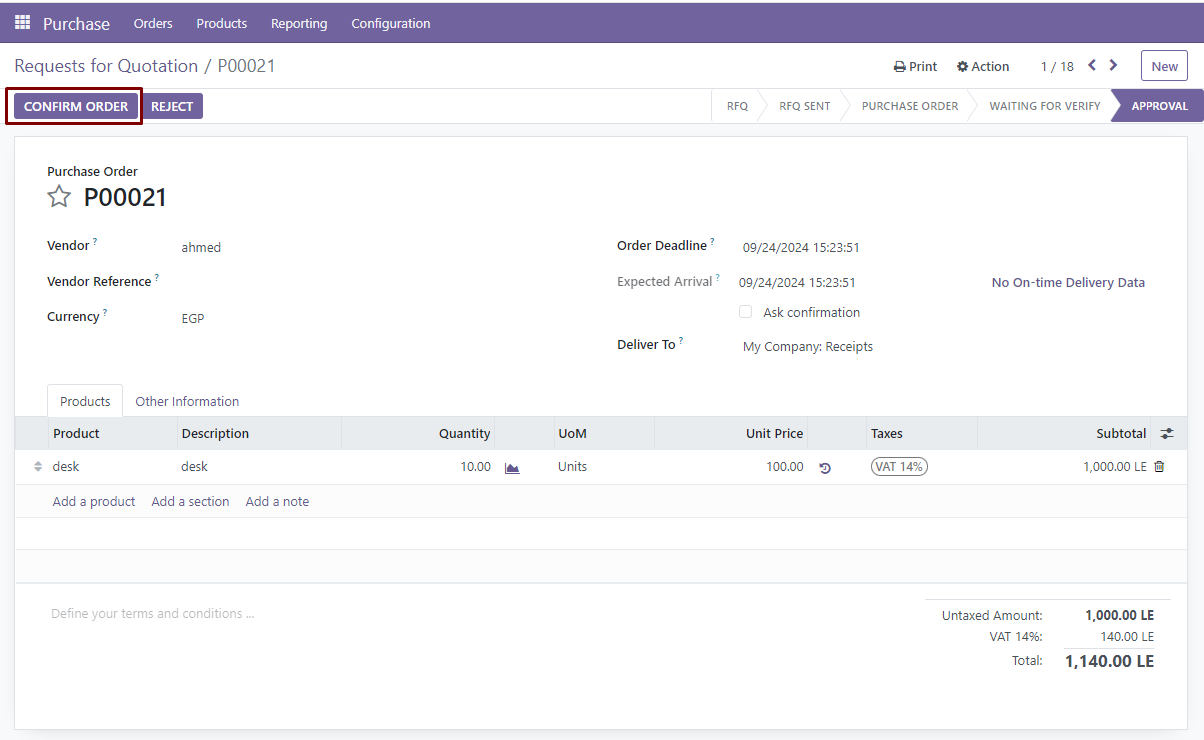 Purchase Orders Products Reporting Configuration
Requests for Quotation / P00021 Print Action 1 / 18 New
CONFIRM ORDER REJECT RFQ RFQ SENT PURCHASE ORDER WAITING FOR VERIFY APPROVAL
Purchase Order
P00021
Vendor ? ahmed Order Deadline ? 09/24/2024 15:23:51
Vendor Reference ? Expected Arrival ? 09/24/2024 15:23:51 No On-time Delivery Data
Ask confirmation
Currency ? EGP
Deliver To ? My Company: Receipts
Products Other Information
Product Description Quantity UoM Unit Price Taxes Subtotal
desk desk 10.00 Units 100.00 VAT 14% 1,000.00 LE
Add a product Add a section Add a note
Define your terms and conditions ...
Untaxed Amount: 1,000.00 LE
VAT 14%: 140.00 LE
Total: 1,140.00 LE